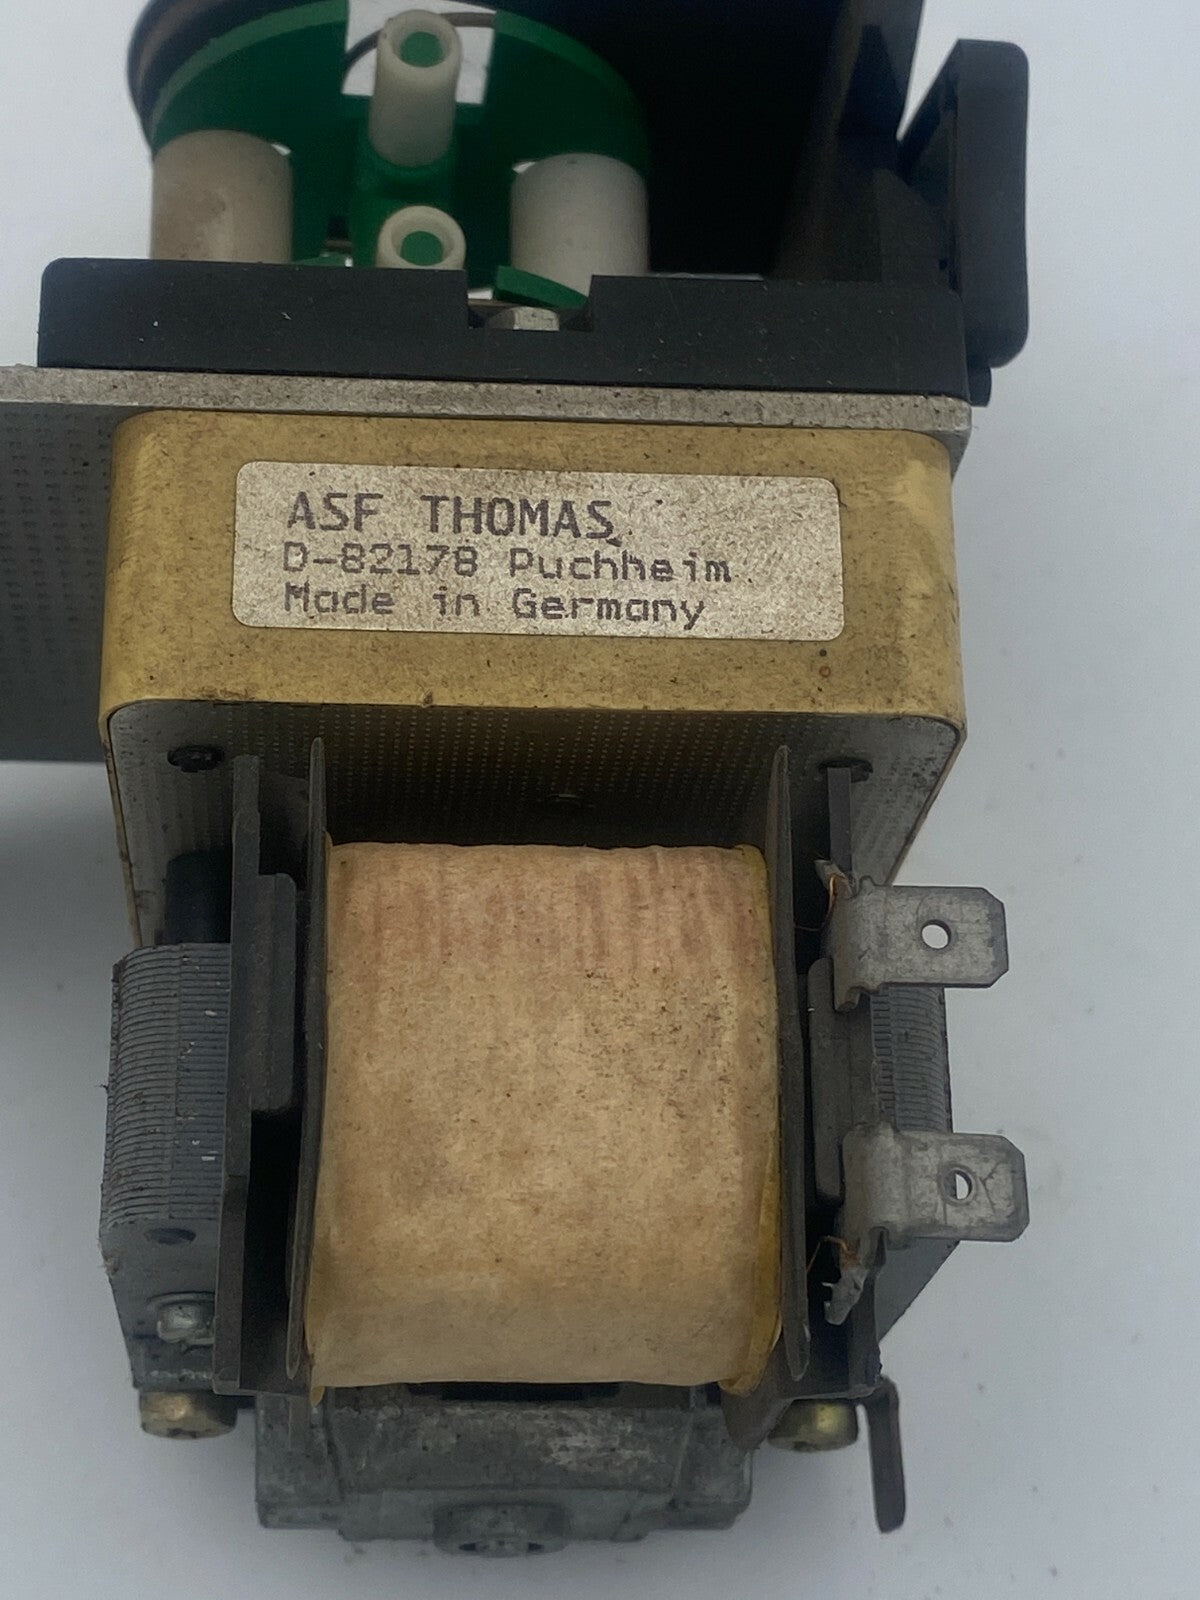 ASF THOMAS
D-82178 Puchheim
Made in Germany